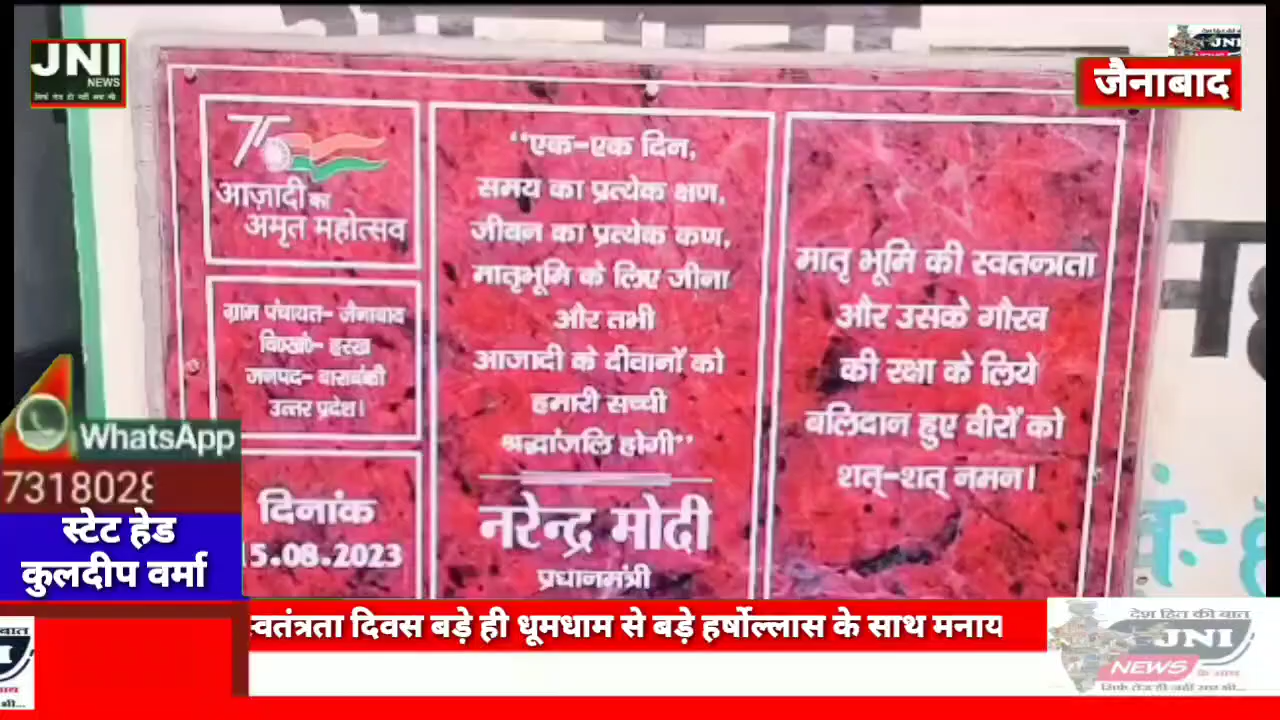 JNI
NEWS
जैनाबाद
75
आज़ादी का
अमृत महोत्सव
ग्राम पंचायत- जैनाबाद
वि०ख०- हरख
जनपद- बाराबंकी
उत्तर प्रदेश।
दिनांक
15.08.2023
“एक-एक दिन,
समय का प्रत्येक क्षण,
जीवन का प्रत्येक कण,
मातृभूमि के लिए जीना
और तभी
आजादी के दीवानों को
हमारी सच्ची
श्रद्धांजलि होगी”
नरेन्द्र मोदी
प्रधानमंत्री
मातृ भूमि की स्वतन्त्रता
और उसके गौरव
की रक्षा के लिये
बलिदान हुए वीरों को
शत्-शत् नमन।
WhatsApp
7318028
स्टेट हेड
कुलदीप वर्मा
स्वतंत्रता दिवस बड़े ही धूमधाम से बड़े हर्षोल्लास के साथ मनाय
देश हित की बात
JNI
NEWS
के साथ